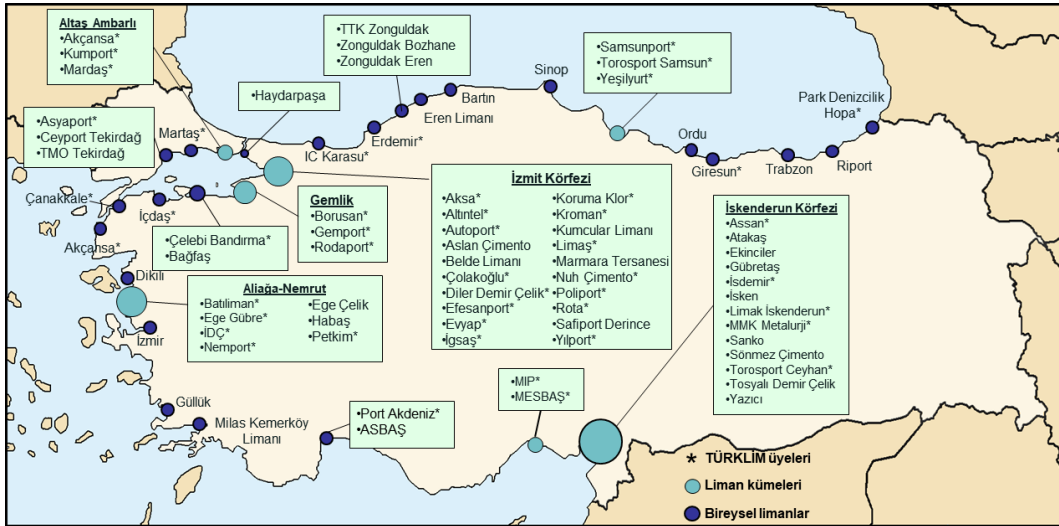 Altaş Ambarlı
•Akçansa*
•Kumport*
•Mardaş*
•TTK Zonguldak
•Zonguldak Bozhane
•Zonguldak Eren
•Samsunport*
•Torosport Samsun*
•Yeşilyurt*
•Haydarpaşa
•Asyaport*
•Ceyport Tekirdağ
•TMO Tekirdağ
Martaş*
IC Karasu*
Erdemir*
Eren Limanı
Bartın
Sinop
Ordu
Giresun*
Trabzon
Riport
Park Denizcilik
Hopa*
Çanakkale*
İçdaş*
Akçansa*
•Çelebi Bandırma*
•Bağfaş
Gemlik
•Borusan*
•Gemport*
•Rodaport*
İzmit Körfezi
•Aksa*
•Altıntel*
•Autoport*
•Aslan Çimento
•Belde Limanı
•Çolakoğlu*
•Diler Demir Çelik*
•Efesanport*
•Evyap*
•İgsaş*
•Koruma Klor*
•Kroman*
•Kumcular Limanı
•Limaş*
•Marmara Tersanesi
•Nuh Çimento*
•Poliport*
•Rota*
•Safiport Derince
•Yılport*
İskenderun Körfezi
•Assan*
•Atakaş
•Ekinciler
•Gübretaş
•İsdemir*
•İsken
•Limak İskenderun*
•MMK Metalurji*
•Sanko
•Sönmez Çimento
•Torosport Ceyhan*
•Tosyalı Demir Çelik
•Yazıcı
Dikili
İzmir
Aliağa-Nemrut
•Batıliman*
•Ege Gübre*
•İDÇ*
•Nemport*
•Ege Çelik
•Habaş
•Petkim*
Güllük
Milas Kemerköy
Limanı
•Port Akdeniz*
•ASBAŞ
•MIP*
•MESBAŞ*
* TÜRKLİM üyeleri
Liman kümeleri
Bireysel limanlar